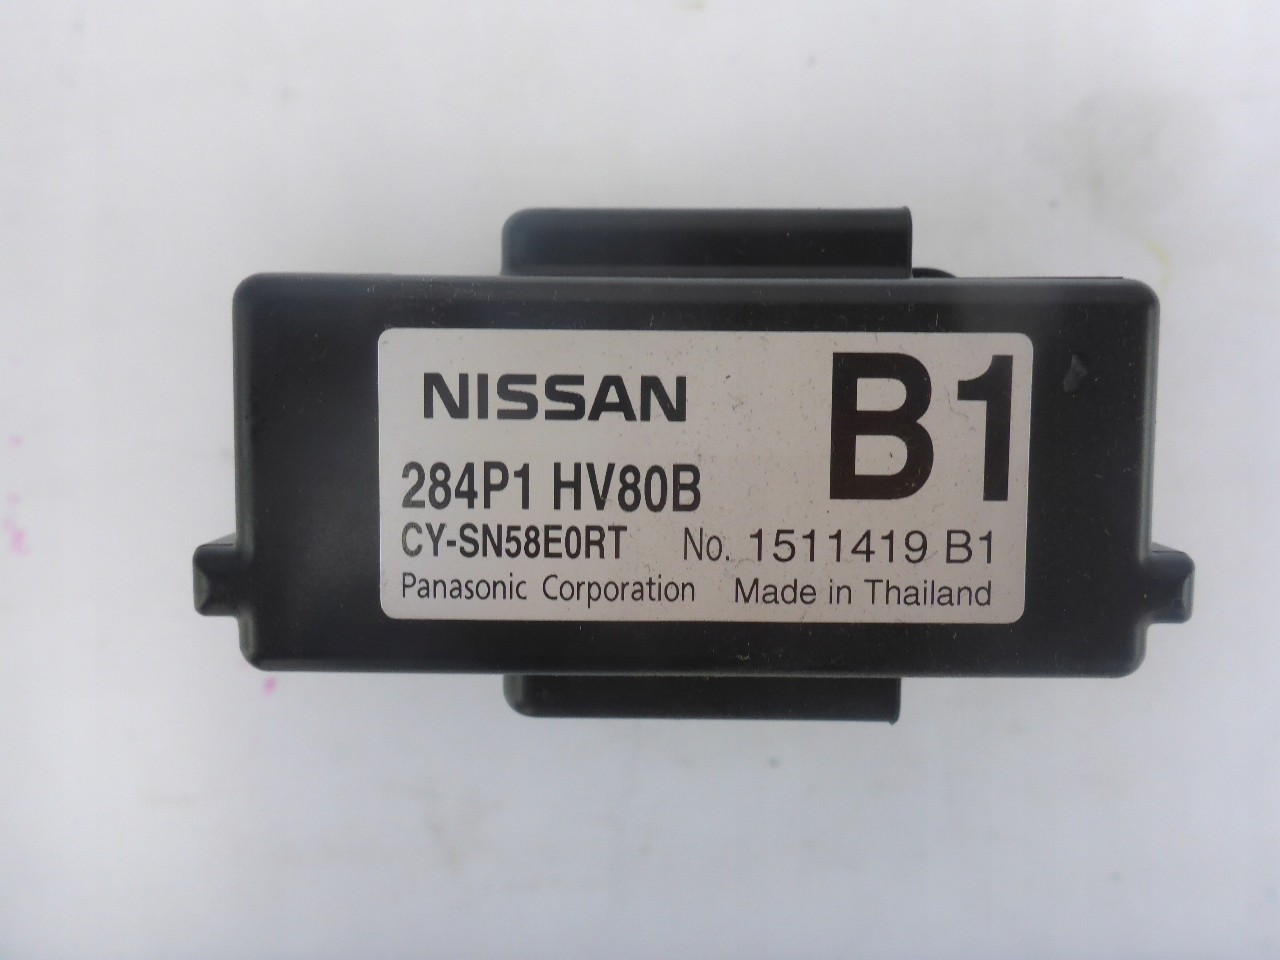 NISSAN
B1
284P1 HV80B
CY-SN58E0RT No. 1511419 B1
Panasonic Corporation Made in Thailand